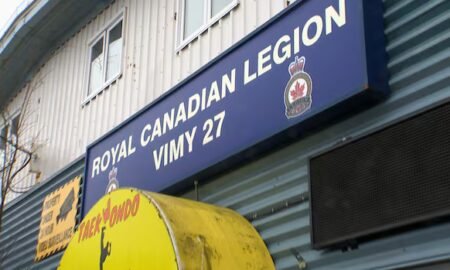 ROYAL CANADIAN LEGION
VIMY 27
TAEKWONDO